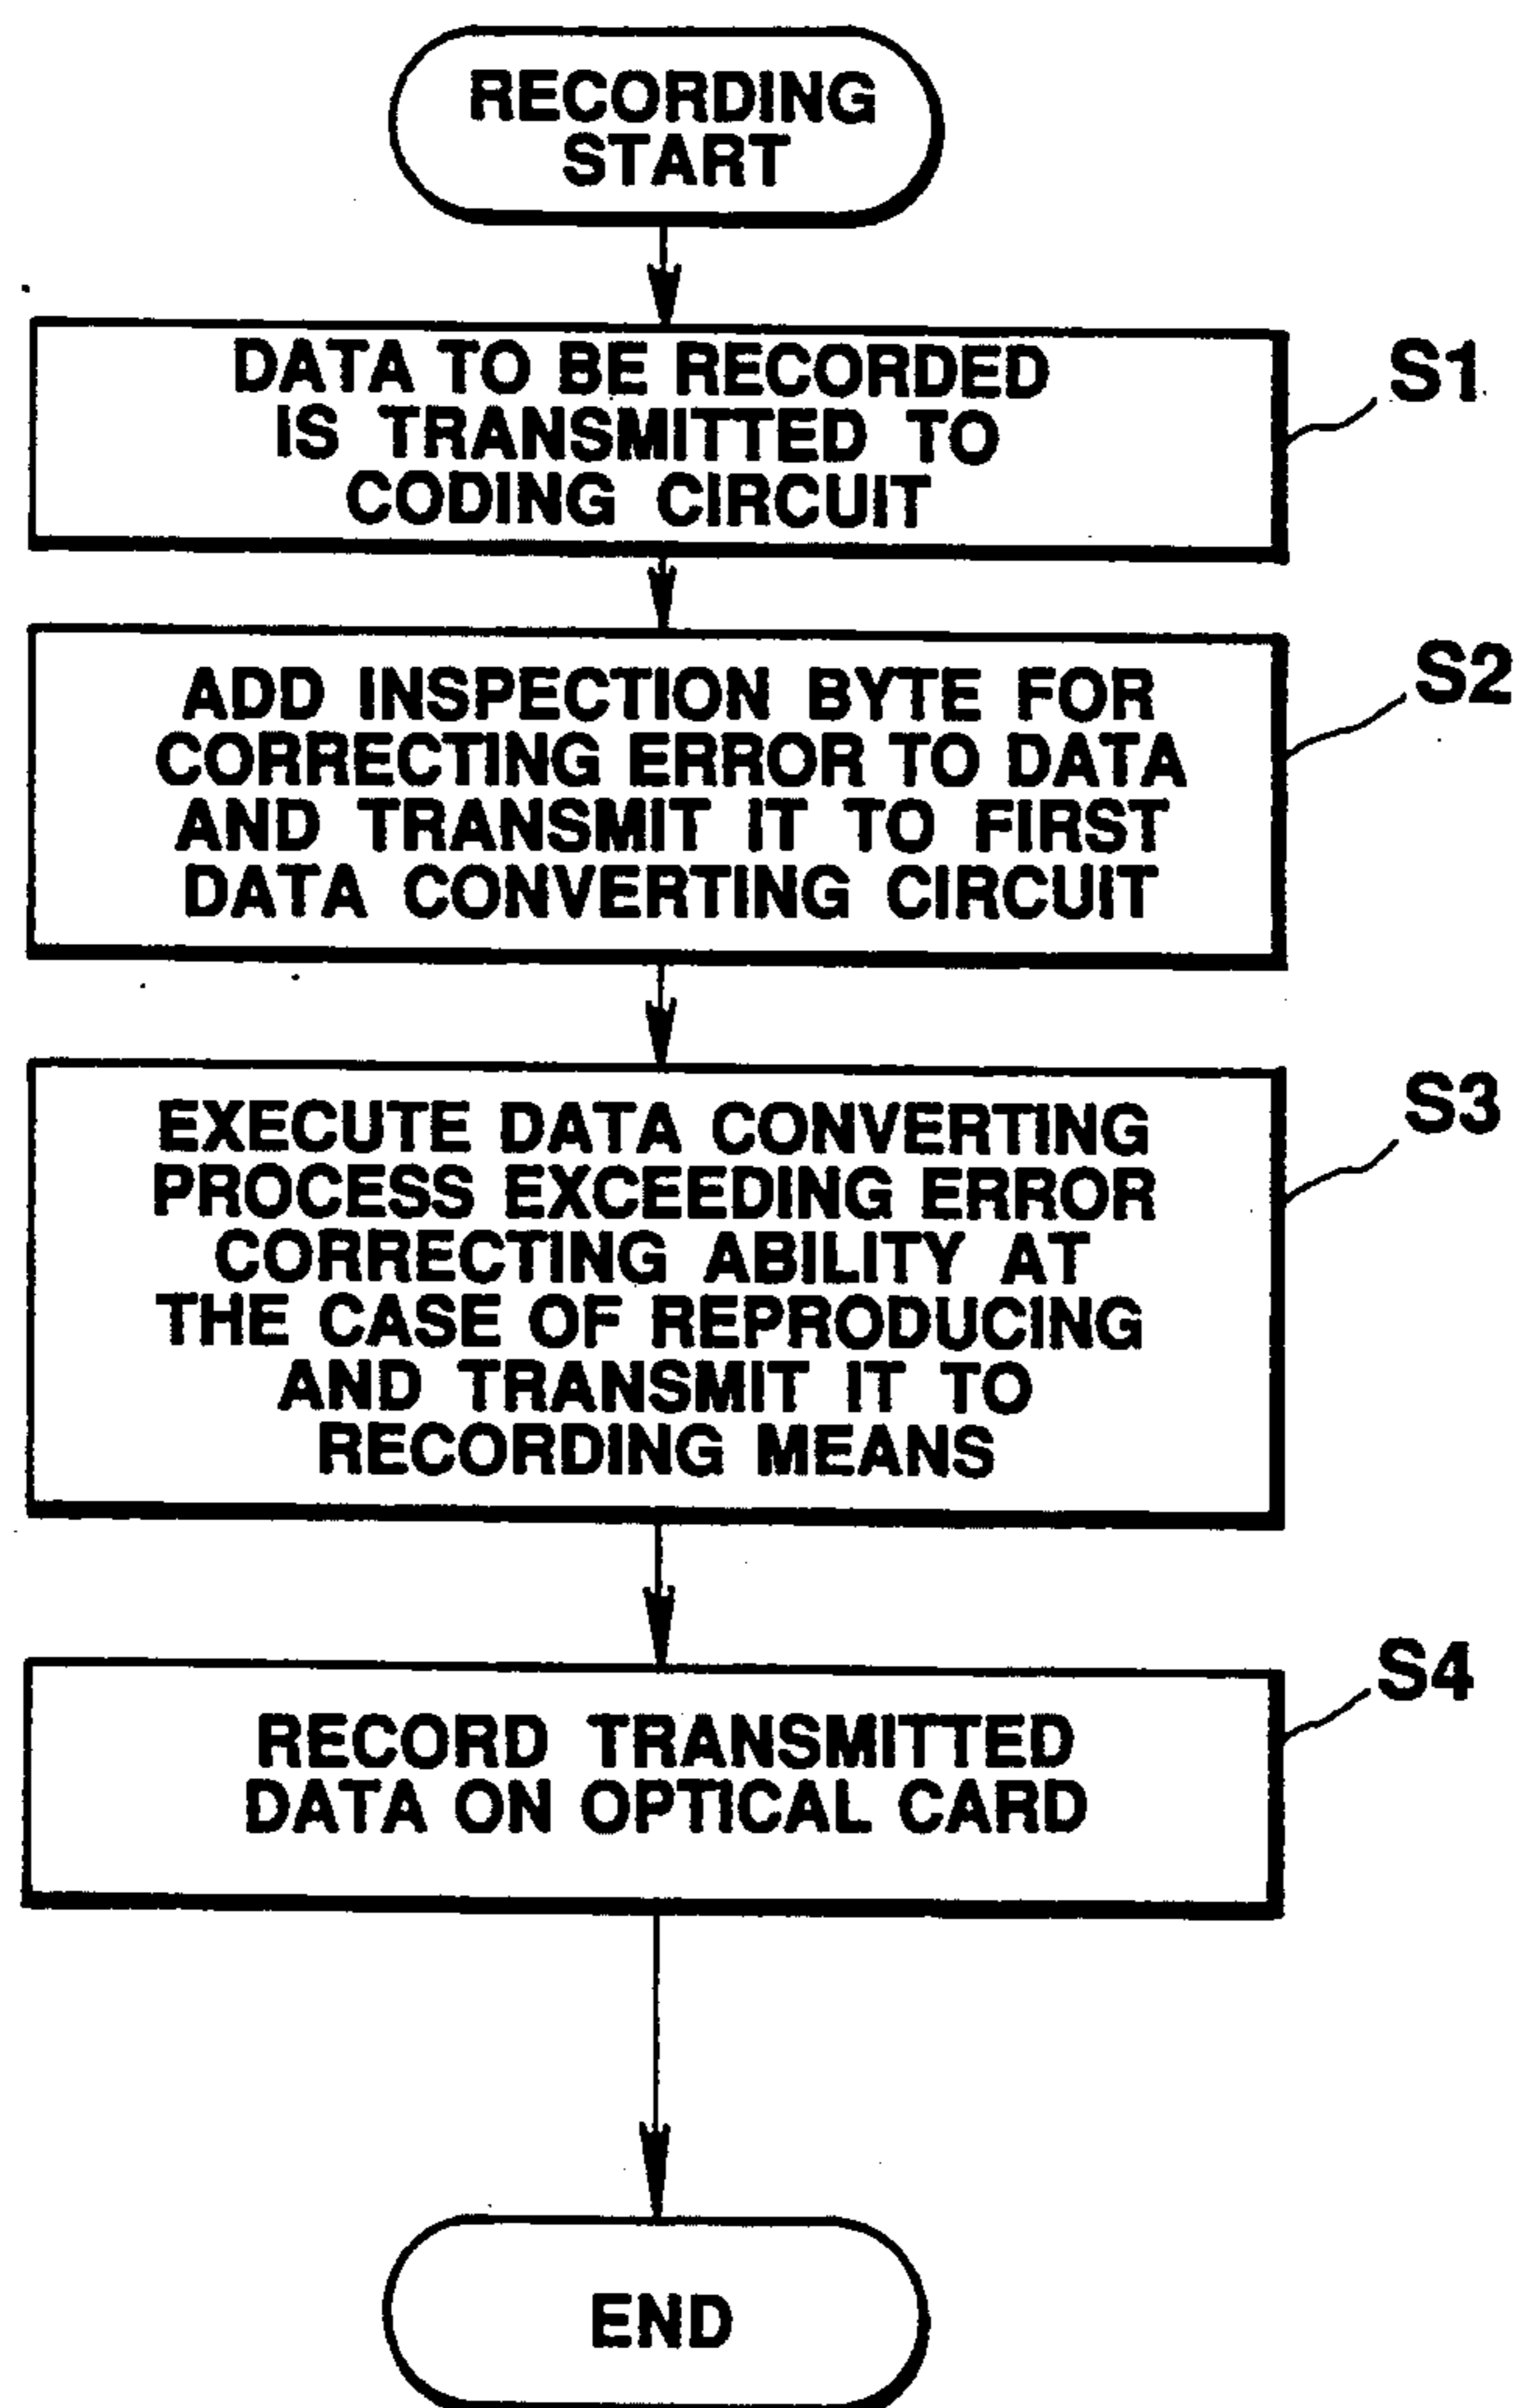 RECORDING
START
DATA TO BE RECORDED
IS TRANSMITTED TO
CODING CIRCUIT
S1
ADD INSPECTION BYTE FOR
CORRECTING ERROR TO DATA
AND TRANSMIT IT TO FIRST
DATA CONVERTING CIRCUIT
S2
EXECUTE DATA CONVERTING
PROCESS EXCEEDING ERROR
CORRECTING ABILITY AT
THE CASE OF REPRODUCING
AND TRANSMIT IT TO
RECORDING MEANS
S3
RECORD TRANSMITTED
DATA ON OPTICAL CARD
S4
END